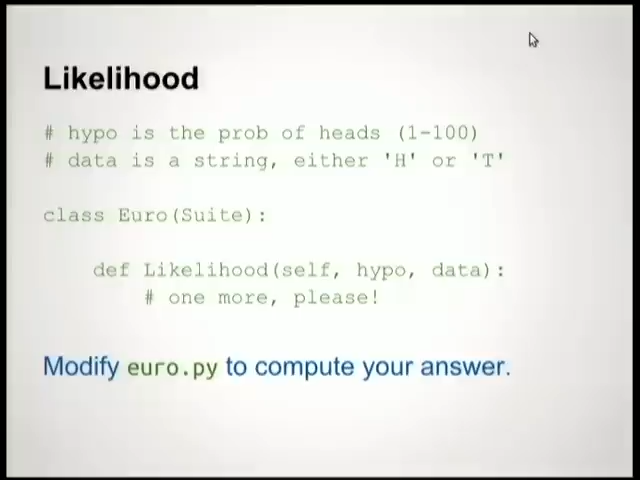 Likelihood
# hypo is the prob of heads (1-100)
# data is a string, either 'H' or 'T'
class Euro(Suite):
def Likelihood(self, hypo, data):
# one more, please!
Modify euro.py to compute your answer.